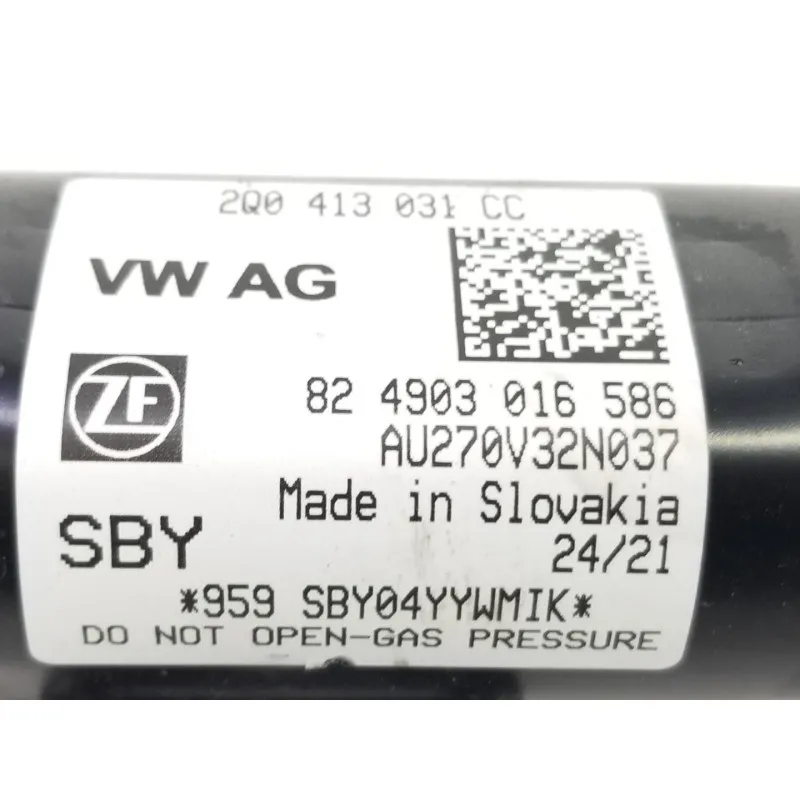 2Q0 413 031 CC
VW AG
ZF
82 4903 016 586
AU270V32N037
Made in Slovakia
SBY
24/21
*959 SBY04YYWMIK*
DO NOT OPEN-GAS PRESSURE